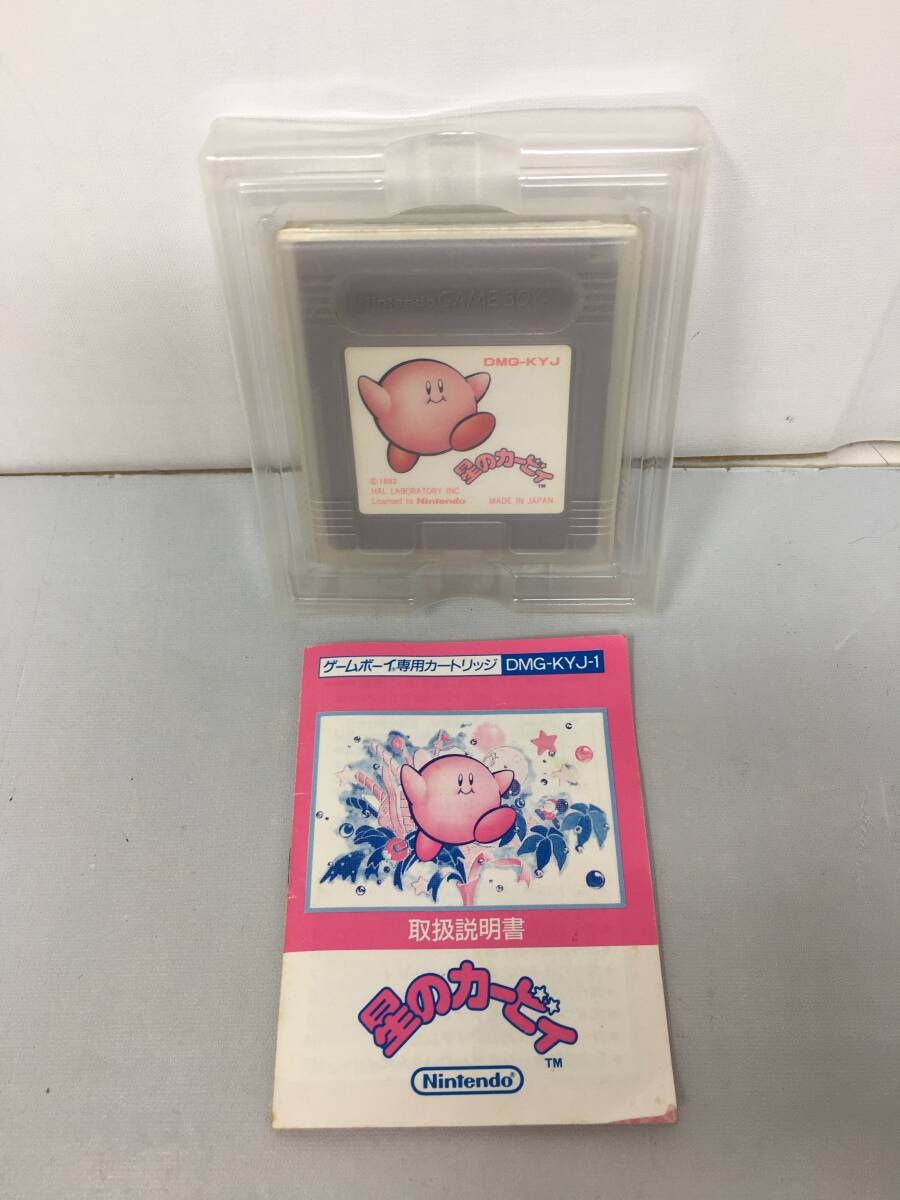 Nintendo GAME BOY
DMG-KYJ
星のカービィ
TM
©1992
HAL LABORATORY INC.
Licensed to Nintendo
MADE IN JAPAN
ゲームボーイ®専用カートリッジ DMG-KYJ-1
取扱説明書
星のカービィ
TM
Nintendo®